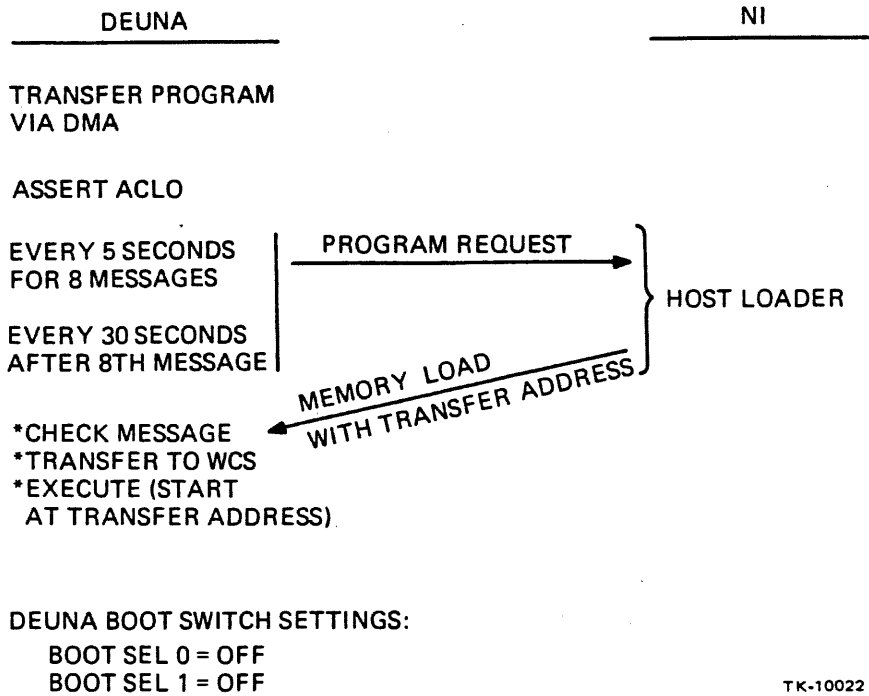 DEUNA
NI
TRANSFER PROGRAM
VIA DMA
ASSERT ACLO
EVERY 5 SECONDS
FOR 8 MESSAGES
PROGRAM REQUEST
HOST LOADER
EVERY 30 SECONDS
AFTER 8TH MESSAGE
MEMORY LOAD
WITH TRANSFER ADDRESS
*CHECK MESSAGE
*TRANSFER TO WCS
*EXECUTE (START
AT TRANSFER ADDRESS)
DEUNA BOOT SWITCH SETTINGS:
BOOT SEL 0 = OFF
BOOT SEL 1 = OFF
TK-10022